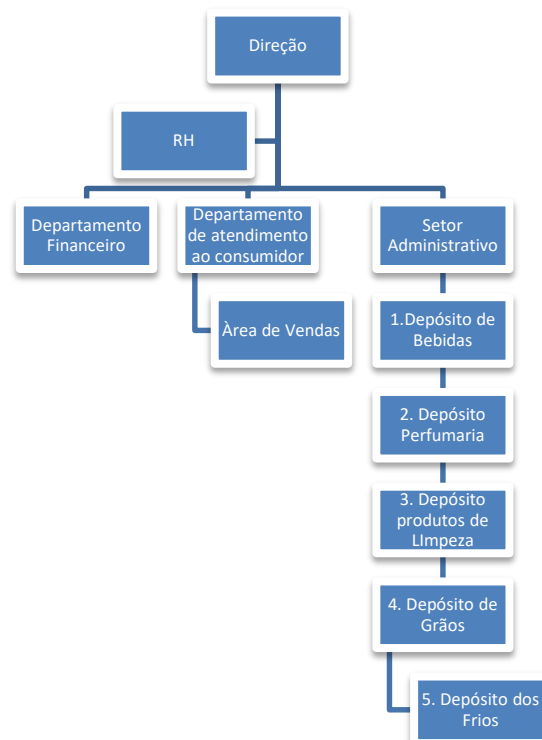 Direção
RH
Departamento
Financeiro
Departamento
de atendimento
ao consumidor
Setor
Administrativo
Àrea de Vendas
1.Depósito de
Bebidas
2. Depósito
Perfumaria
3. Depósito
produtos de
LImpeza
4. Depósito de
Grãos
5. Depósito dos
Frios